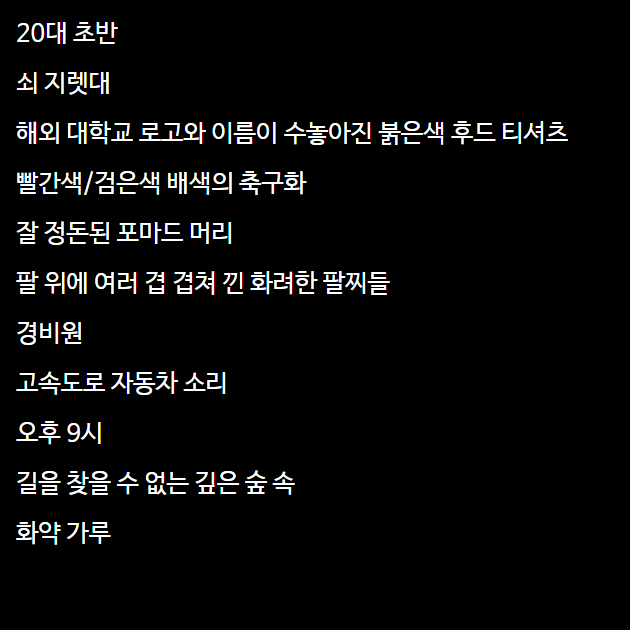 20대 초반
쇠 지렛대
해외 대학교 로고와 이름이 수놓아진 붉은색 후드 티셔츠
빨간색/검은색 배색의 축구화
잘 정돈된 포마드 머리
팔 위에 여러 겹 겹쳐 낀 화려한 팔찌들
경비원
고속도로 자동차 소리
오후 9시
길을 찾을 수 없는 깊은 숲 속
화약 가루